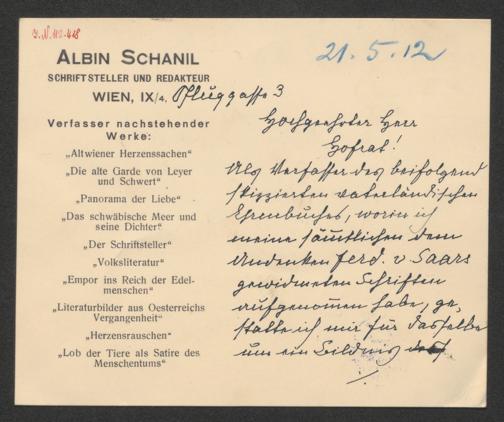 J.N. 112.428
21.5.12
ALBIN SCHANIL
SCHRIFTSTELLER UND REDAKTEUR
WIEN, IX/4. Pfluggasse 3
Verfasser nachstehender
Werke:
„Altwiener Herzenssachen“
„Die alte Garde von Leyer
und Schwert“
„Panorama der Liebe“
„Das schwäbische Meer und
seine Dichter“
„Der Schriftsteller“
„Volksliteratur“
„Empor ins Reich der Edel-
menschen“
„Literaturbilder aus Oesterreichs
Vergangenheit“
„Herzensrauschen“
„Lob der Tiere als Satire des
Menschentums“
Hochgeehrter Herr
Hofrat!
Als Verfasser des beifolgend
skizzierten vaterländischen
Ehrenbuches, worin ich
meine sämtlichen dem
Andenken Ferd. v Saars
gewidmeten Schriften
aufgenommen habe, ge-
statte ich mir für dasselbe
um ein Bildnis